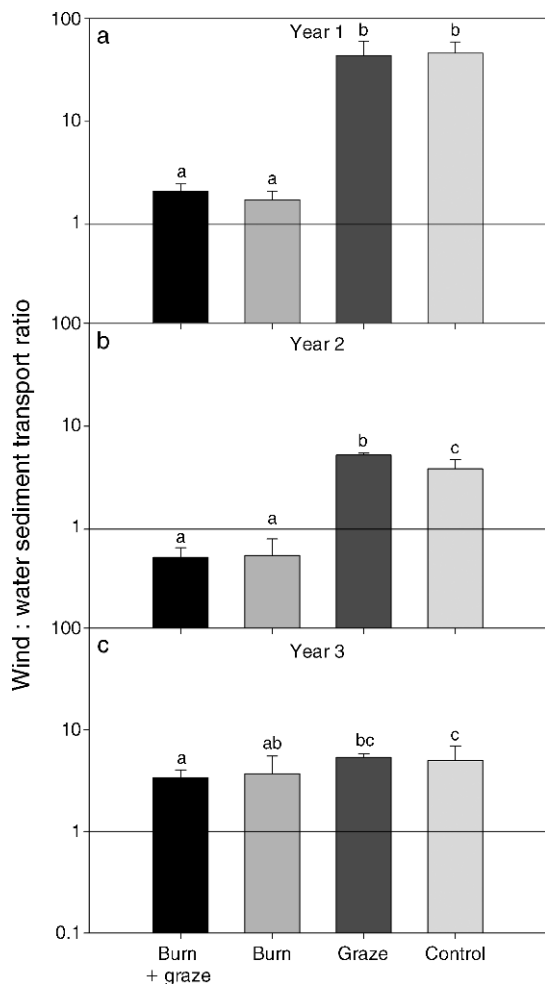 Wind : water sediment transport ratio
100
a
Year 1
b
b
10
a
a
1
100
b
Year 2
10
b
c
1
a
a
100
c
Year 3
10
a
ab
bc
c
1
0.1
Burn
+ graze
Burn
Graze
Control